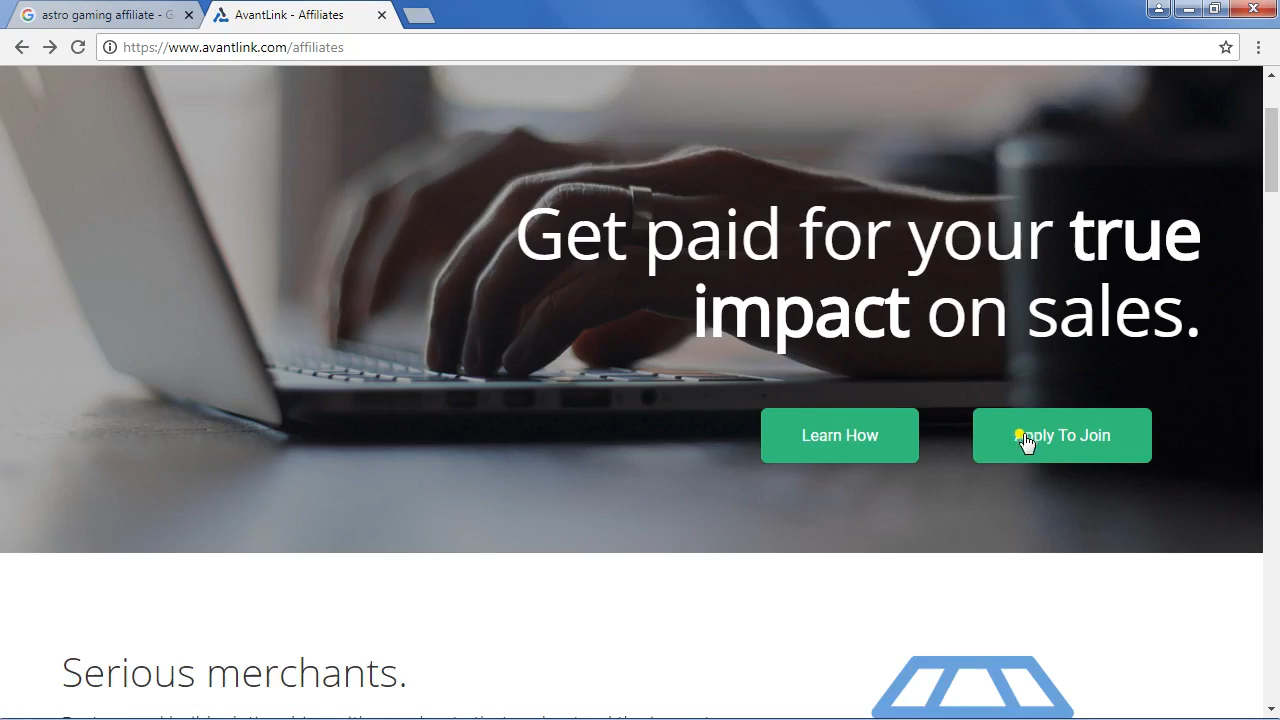 astro gaming affiliate - G
AvantLink - Affiliates
https://www.avantlink.com/affiliates
Get paid for your true
impact on sales.
Learn How
Apply To Join
Serious merchants.